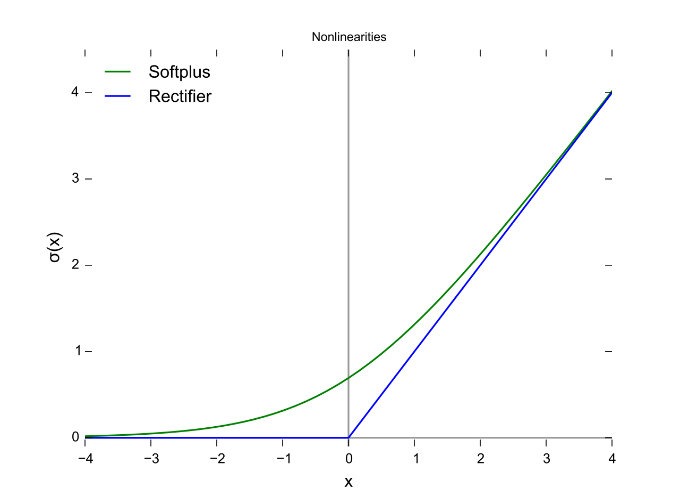 Nonlinearities
Softplus
Rectifier
4
3
2
1
0
σ(x)
−4 −3 −2 −1 0 1 2 3 4
x